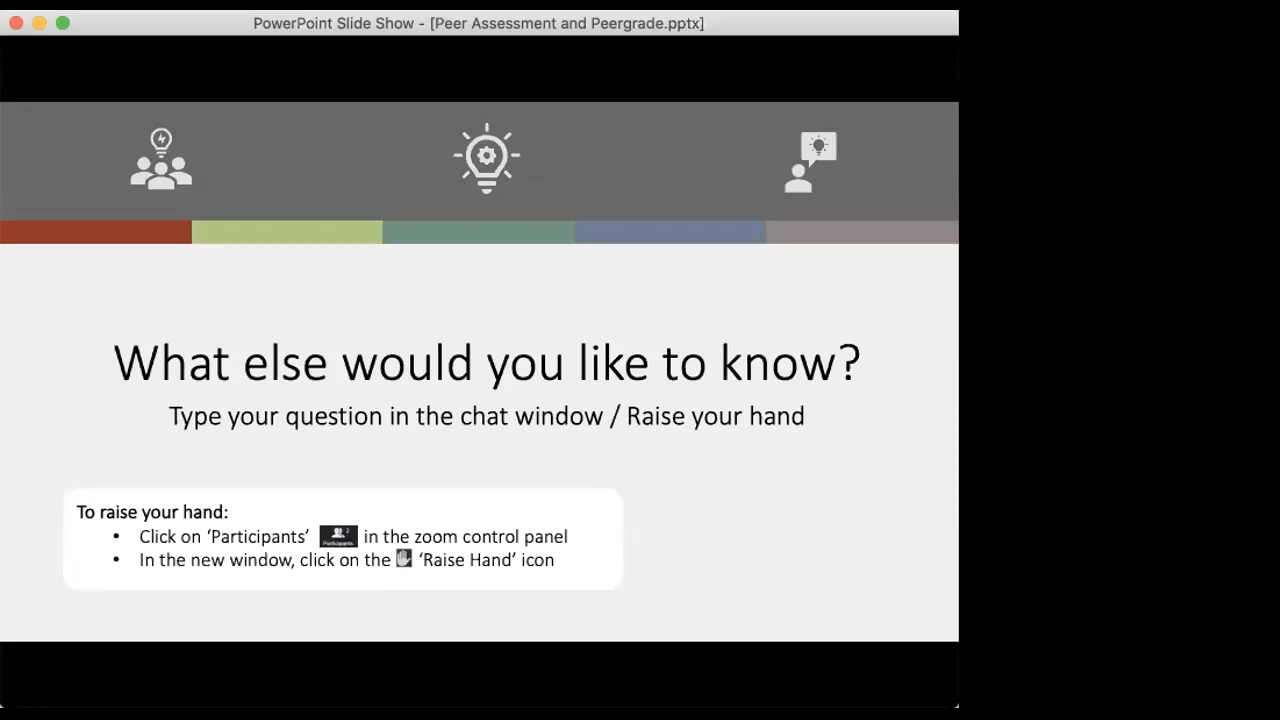 PowerPoint Slide Show - [Peer Assessment and Peergrade.pptx]
What else would you like to know?
Type your question in the chat window / Raise your hand
To raise your hand:
• Click on ‘Participants’ Participants 2 in the zoom control panel
• In the new window, click on the ‘Raise Hand’ icon